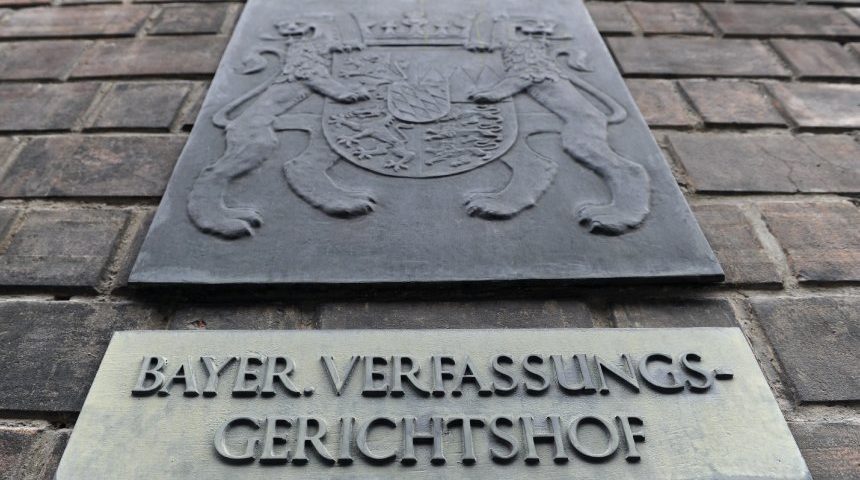 BAYER. VERFASSUNGS-
GERICHTSHOF